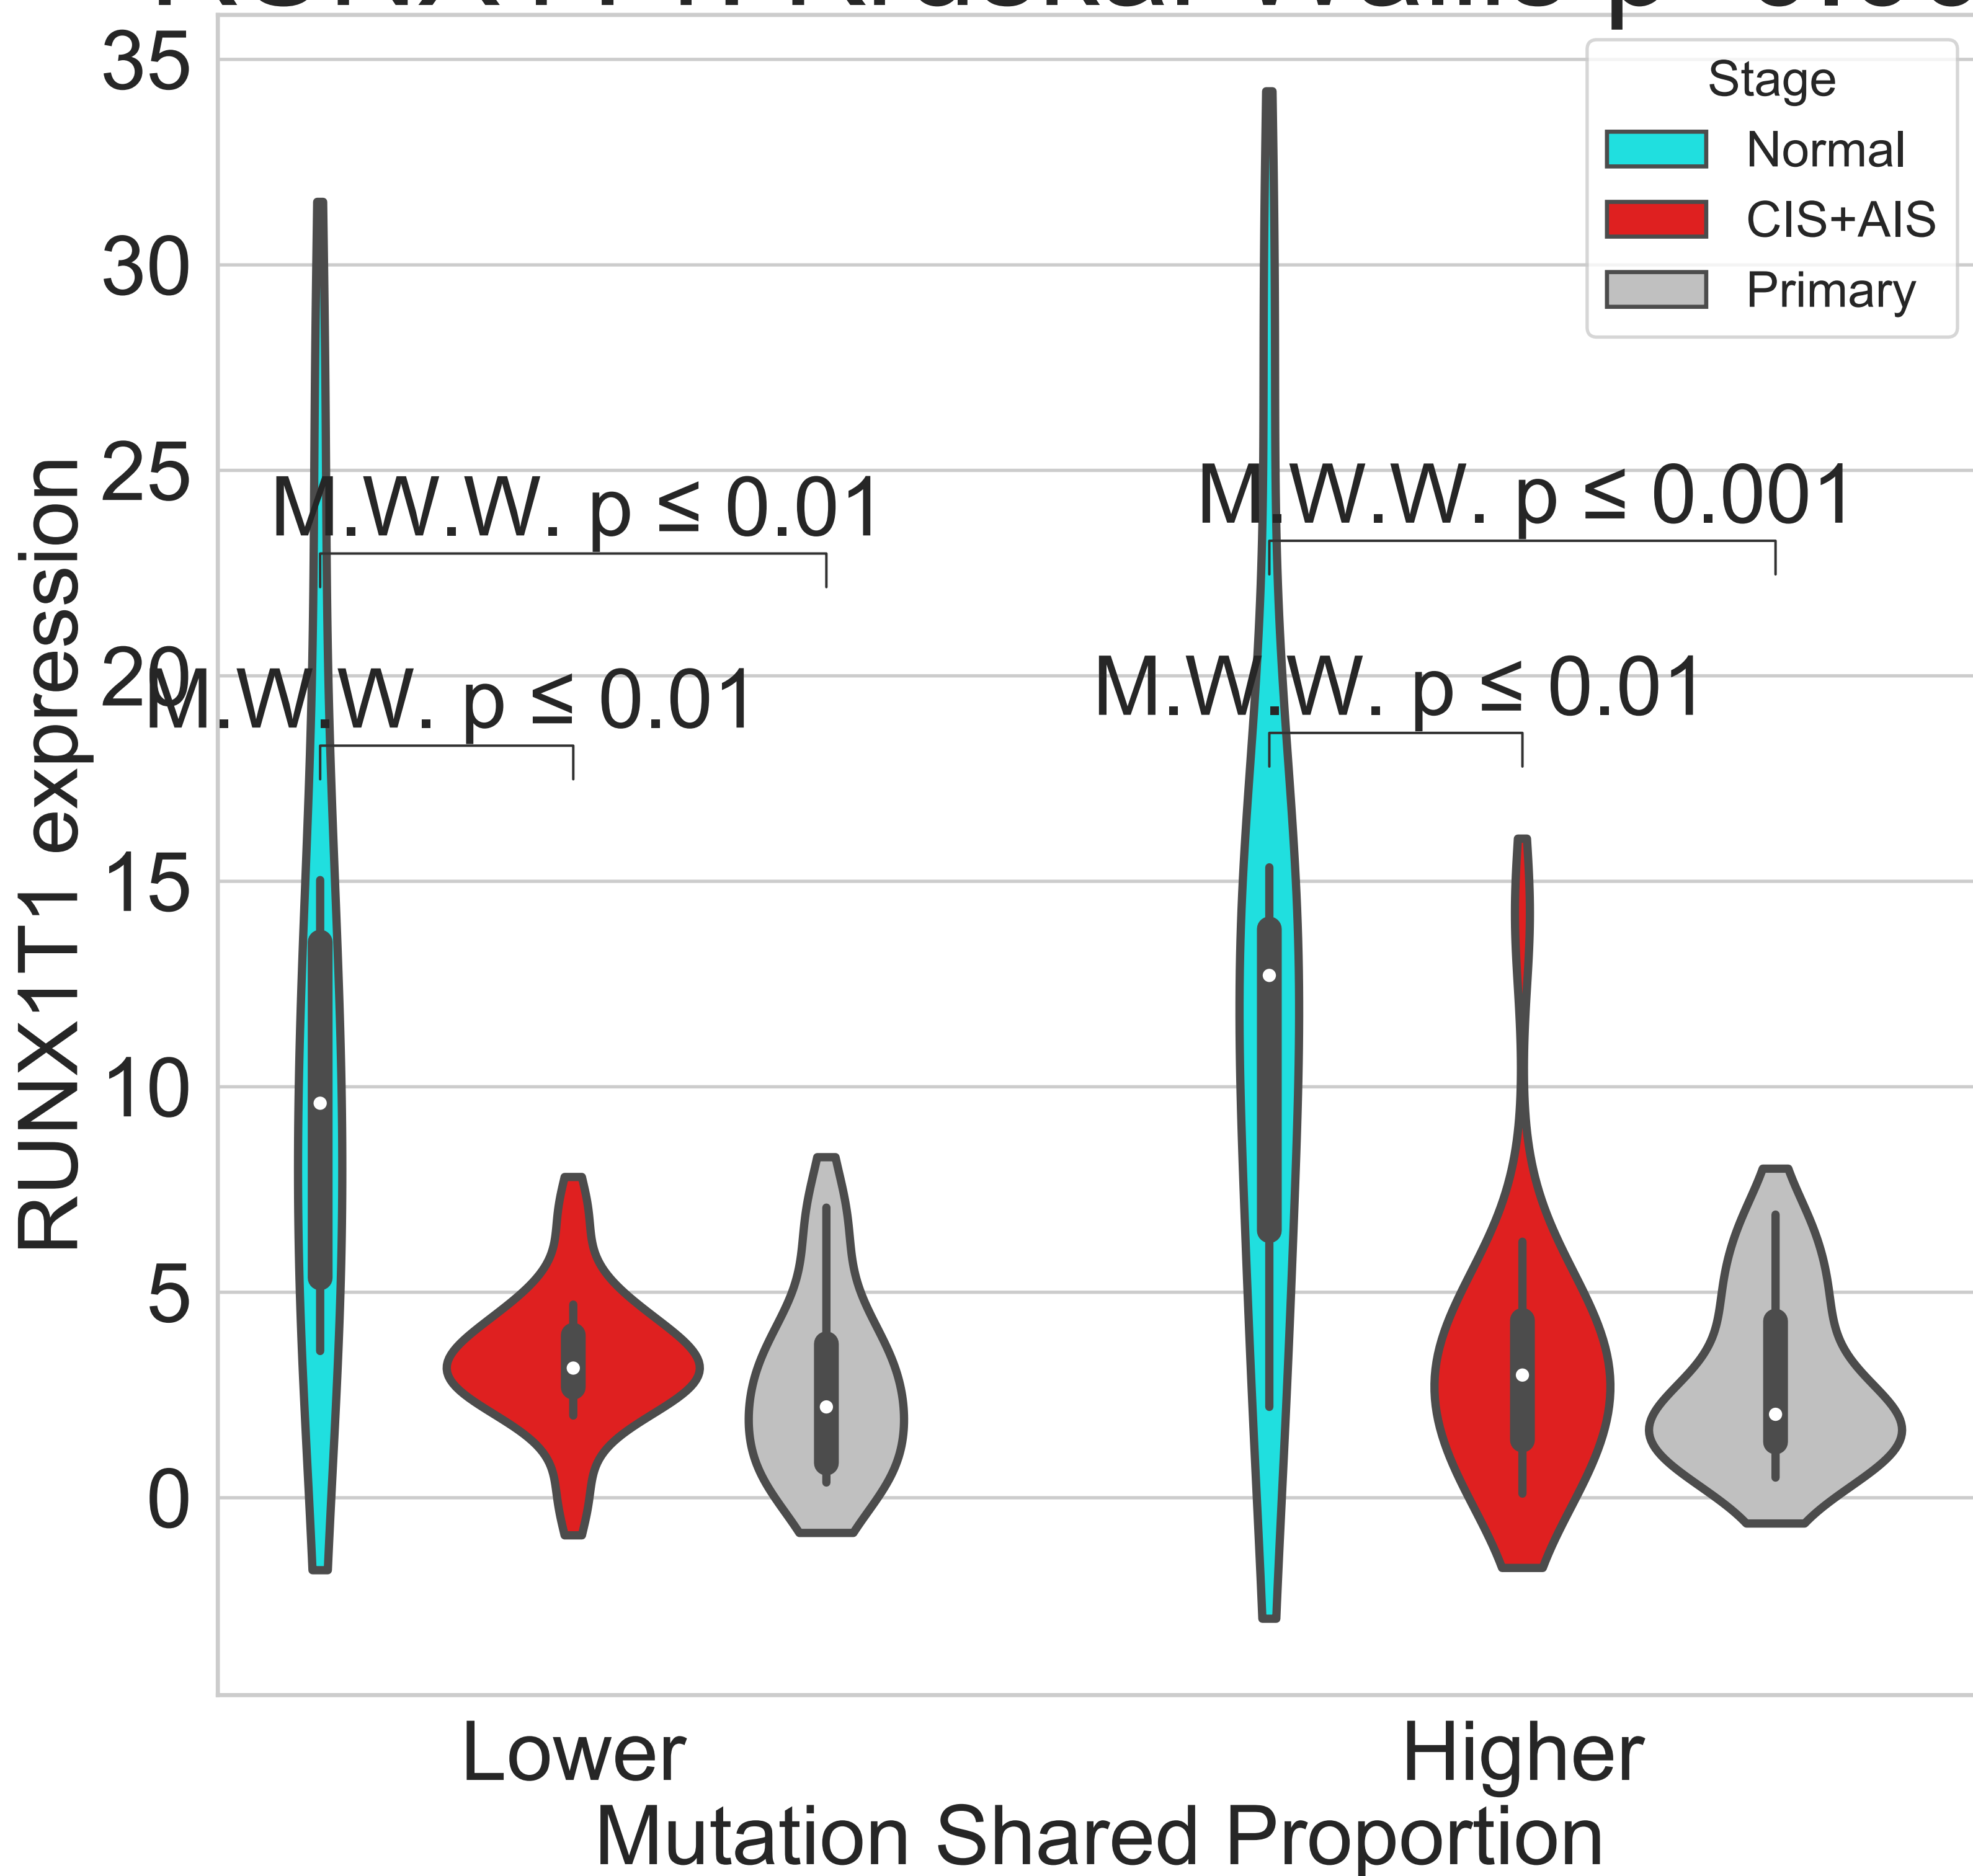 35
30
25
20
15
10
5
0
RUNX1T1 expression
Stage
Normal
CIS+AIS
Primary
M.W.W. p ≤ 0.01
M.W.W. p ≤ 0.001
M.W.W. p ≤ 0.01
M.W.W. p ≤ 0.01
Lower
Higher
Mutation Shared Proportion